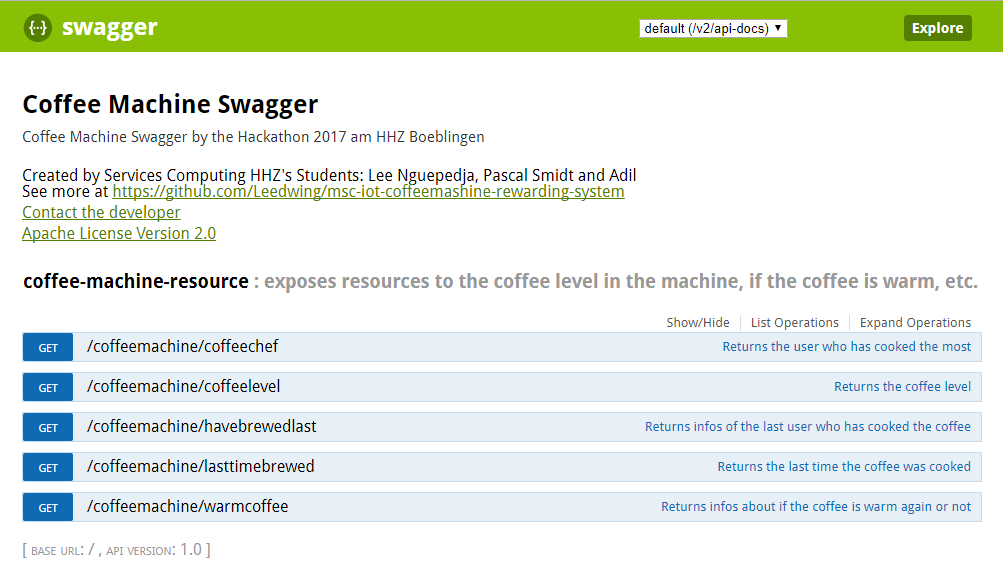 {··} swagger default (/v2/api-docs) ▼ Explore
Coffee Machine Swagger
Coffee Machine Swagger by the Hackathon 2017 am HHZ Boeblingen
Created by Services Computing HHZ's Students: Lee Nguepedja, Pascal Smidt and Adil
See more at https://github.com/Leedwing/msc-iot-coffeemashine-rewarding-system
Contact the developer
Apache License Version 2.0
coffee-machine-resource : exposes resources to the coffee level in the machine, if the coffee is warm, etc.
Show/Hide List Operations Expand Operations
GET /coffeemachine/coffeechef Returns the user who has cooked the most
GET /coffeemachine/coffeelevel Returns the coffee level
GET /coffeemachine/havebrewedlast Returns infos of the last user who has cooked the coffee
GET /coffeemachine/lasttimebrewed Returns the last time the coffee was cooked
GET /coffeemachine/warmcoffee Returns infos about if the coffee is warm again or not
[ BASE URL: / , API VERSION: 1.0 ]